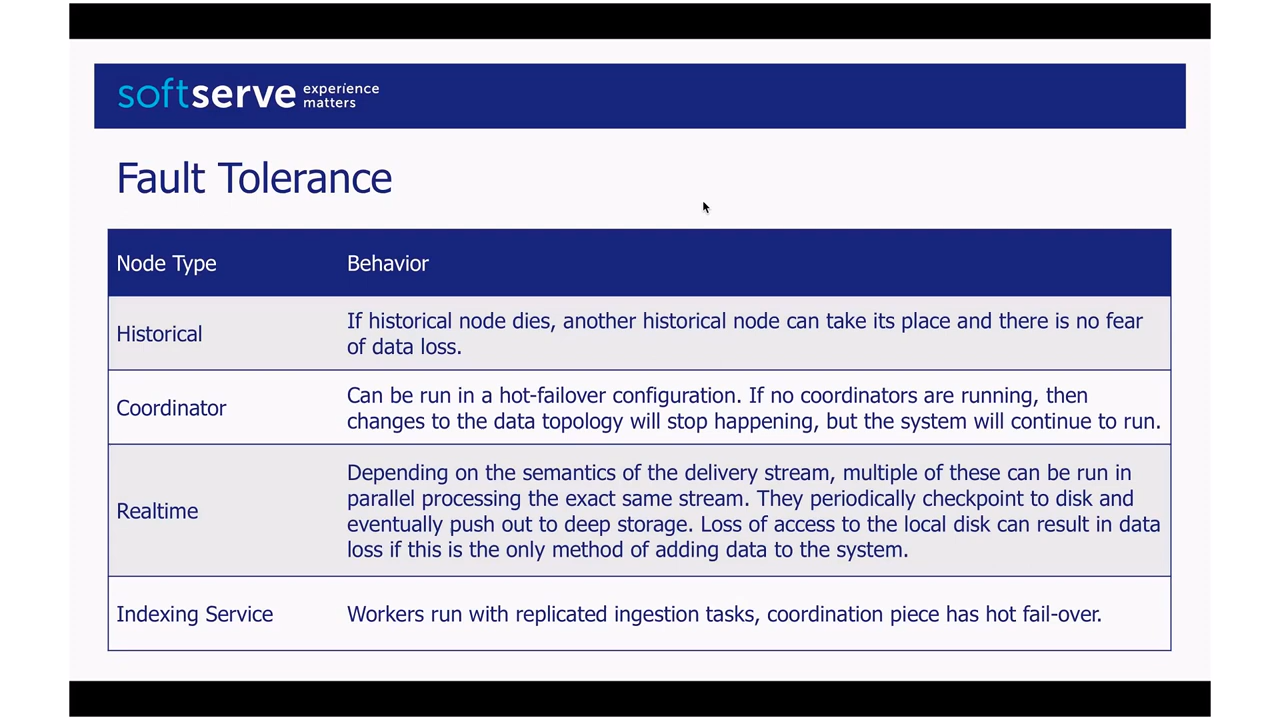 softserve experience matters
Fault Tolerance
Node Type Behavior
Historical If historical node dies, another historical node can take its place and there is no fear
of data loss.
Coordinator Can be run in a hot-failover configuration. If no coordinators are running, then
changes to the data topology will stop happening, but the system will continue to run.
Realtime Depending on the semantics of the delivery stream, multiple of these can be run in
parallel processing the exact same stream. They periodically checkpoint to disk and
eventually push out to deep storage. Loss of access to the local disk can result in data
loss if this is the only method of adding data to the system.
Indexing Service Workers run with replicated ingestion tasks, coordination piece has hot fail-over.